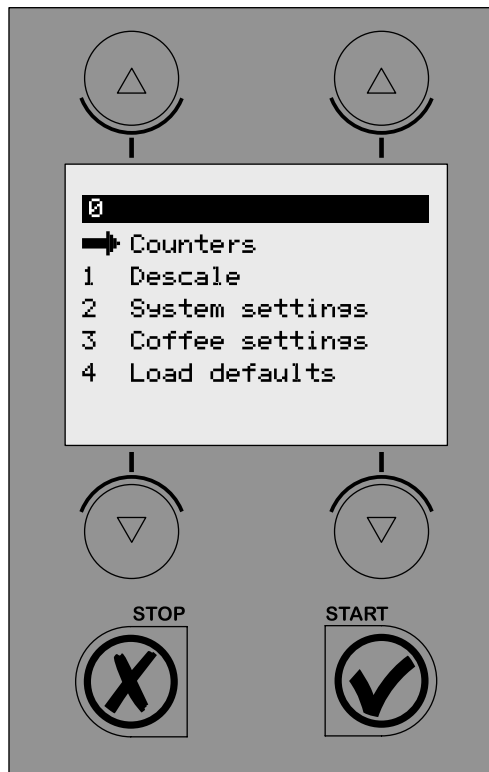 0
Counters
1 Descale
2 System settings
3 Coffee settings
4 Load defaults
STOP START